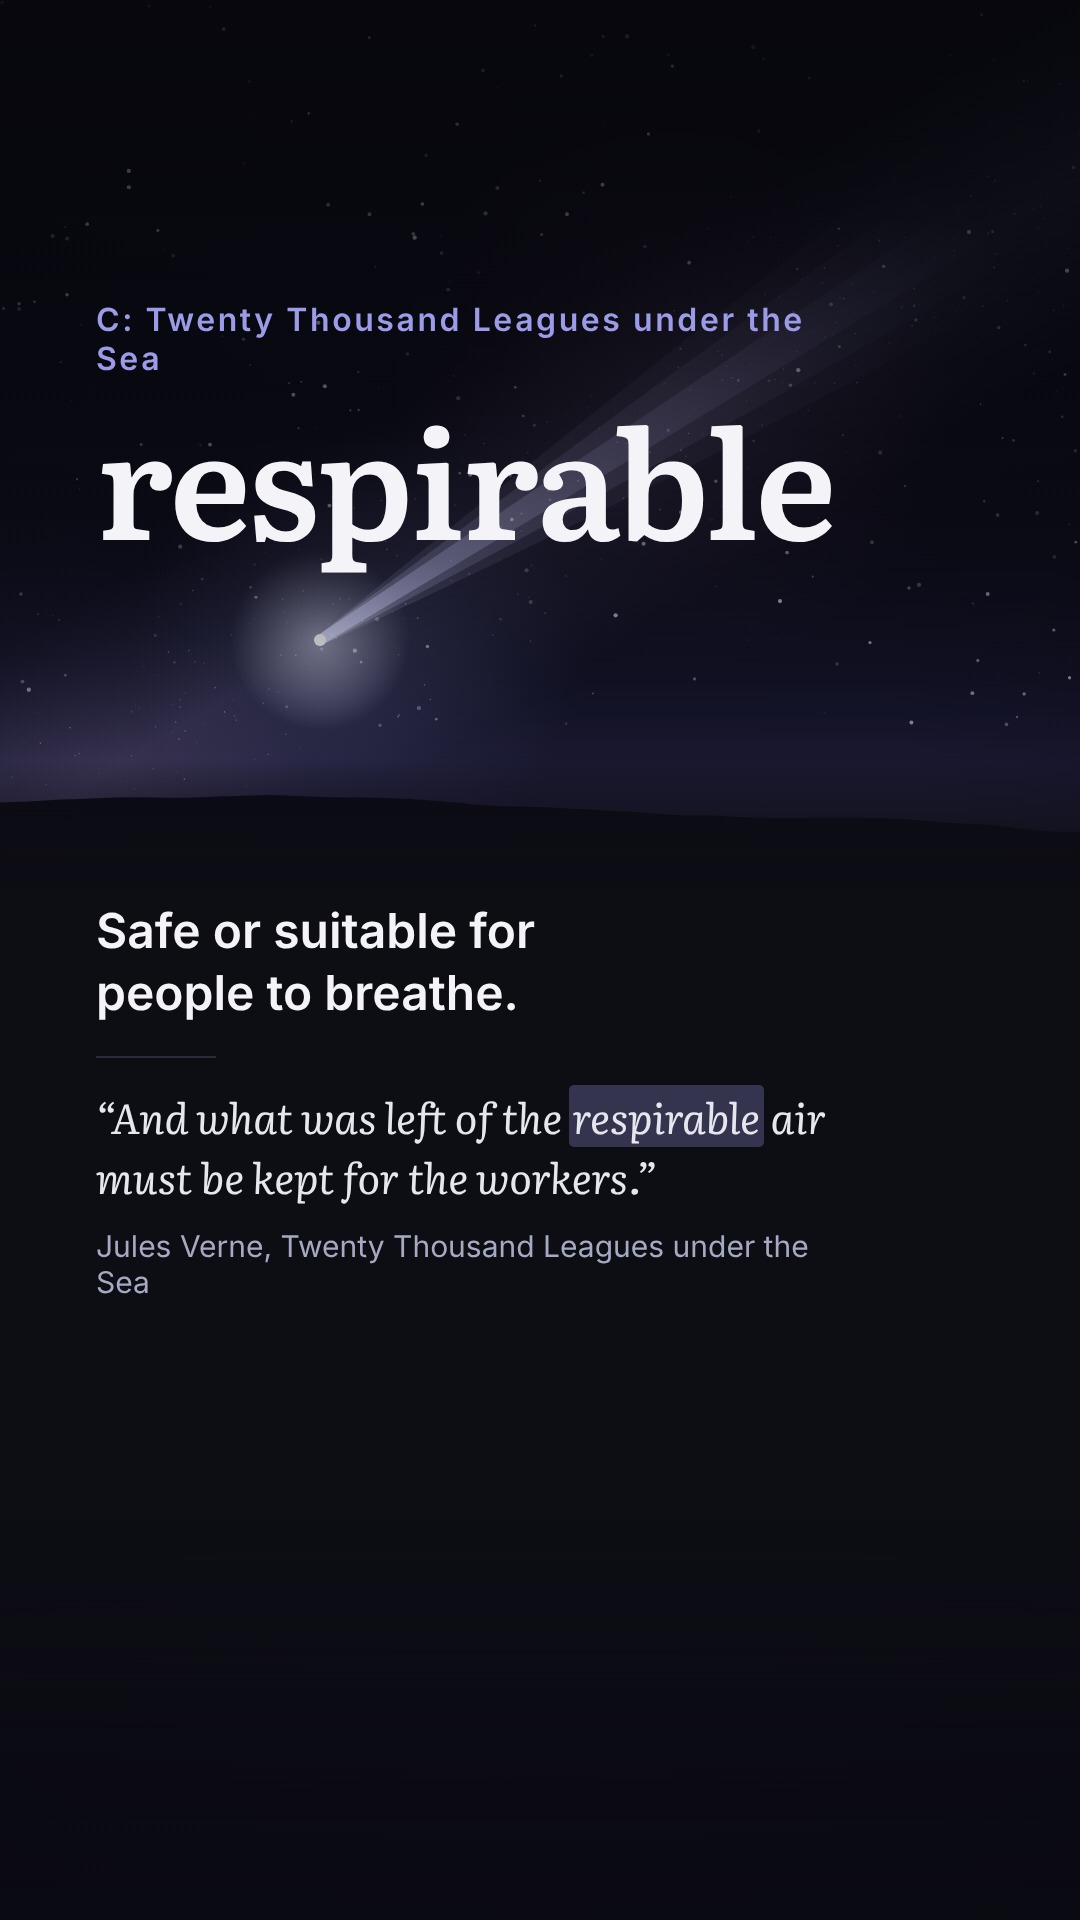 C: Twenty Thousand Leagues under the
Sea
respirable
Safe or suitable for
people to breathe.
“And what was left of the respirable air
must be kept for the workers.”
Jules Verne, Twenty Thousand Leagues under the
Sea